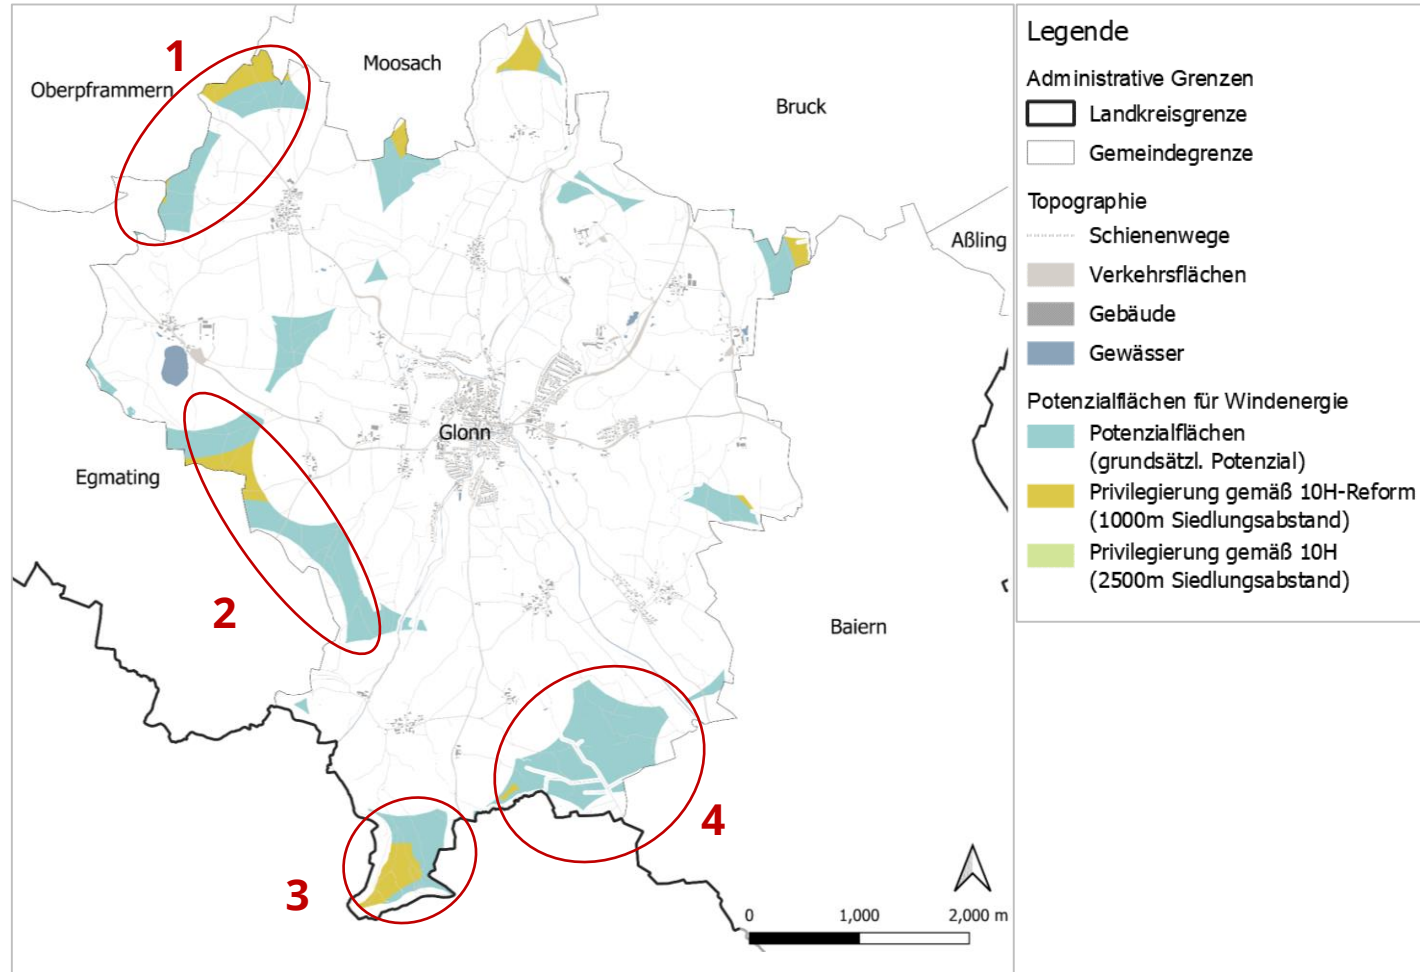 1
Oberpframmern
Moosach
Bruck
Aßling
Glonn
Egmating
2
Baiern
4
3
0 1,000 2,000 m
Legende
Administrative Grenzen
Landkreisgrenze
Gemeindegrenze
Topographie
Schienenwege
Verkehrsflächen
Gebäude
Gewässer
Potenzialflächen für Windenergie
Potenzialflächen
(grundsätzl. Potenzial)
Privilegierung gemäß 10H-Reform
(1000m Siedlungsabstand)
Privilegierung gemäß 10H
(2500m Siedlungsabstand)